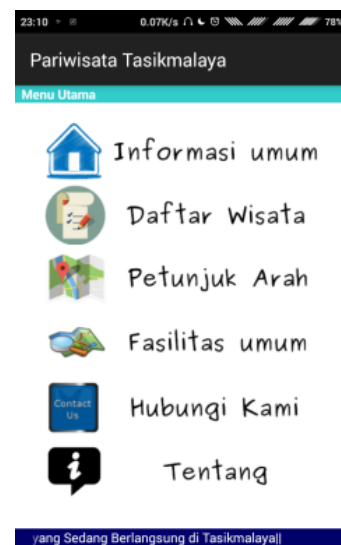 23:10 0.07K/s 78%
Pariwisata Tasikmalaya
Menu Utama
Informasi umum
Daftar Wisata
Petunjuk Arah
Fasilitas umum
Contact
Us
Hubungi Kami
Tentang
yang Sedang Berlangsung di Tasikmalaya||